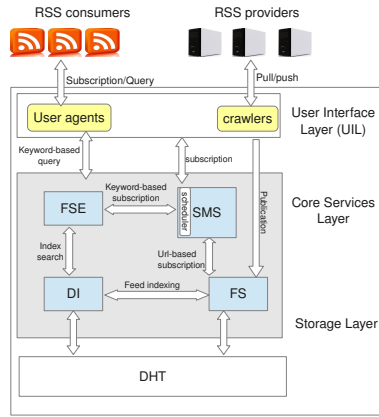 RSS consumers
RSS providers
Subscription/Query
Pull/push
User agents
crawlers
User Interface
Layer (UIL)
Keyword-based
query
subscription
Keyword-based
subscription
FSE
scheduler
SMS
Publication
Core Services
Layer
Index
search
Url-based
subscription
DI
Feed indexing
FS
Storage Layer
DHT